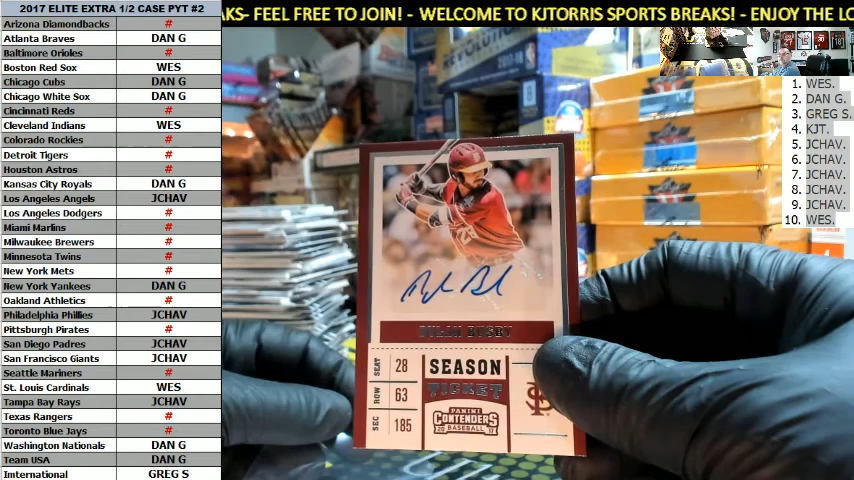 2017 ELITE EXTRA 1/2 CASE PYT #2
Arizona Diamondbacks #
Atlanta Braves DAN G
Baltimore Orioles #
Boston Red Sox WES
Chicago Cubs DAN G
Chicago White Sox DAN G
Cincinnati Reds #
Cleveland Indians WES
Colorado Rockies #
Detroit Tigers #
Houston Astros #
Kansas City Royals DAN G
Los Angeles Angels JCHAV
Los Angeles Dodgers #
Miami Marlins #
Milwaukee Brewers #
Minnesota Twins #
New York Mets #
New York Yankees DAN G
Oakland Athletics #
Philadelphia Phillies JCHAV
Pittsburgh Pirates #
San Diego Padres JCHAV
San Francisco Giants JCHAV
Seattle Mariners #
St. Louis Cardinals WES
Tampa Bay Rays JCHAV
Texas Rangers #
Toronto Blue Jays #
Washington Nationals DAN G
Team USA DAN G
International GREG S
AKS- FEEL FREE TO JOIN! - WELCOME TO KJTORRIS SPORTS BREAKS! - ENJOY THE LO
1. WES.
2. DAN G.
3. GREG S.
4. KJT.
5. JCHAV.
6. JCHAV.
7. JCHAV.
8. JCHAV.
9. JCHAV.
10. WES.
DYLAN BUSBY
SEAT 28
ROW 63
SEC 185
SEASON
TICKET
PANINI
CONTENDERS
BASEBALL